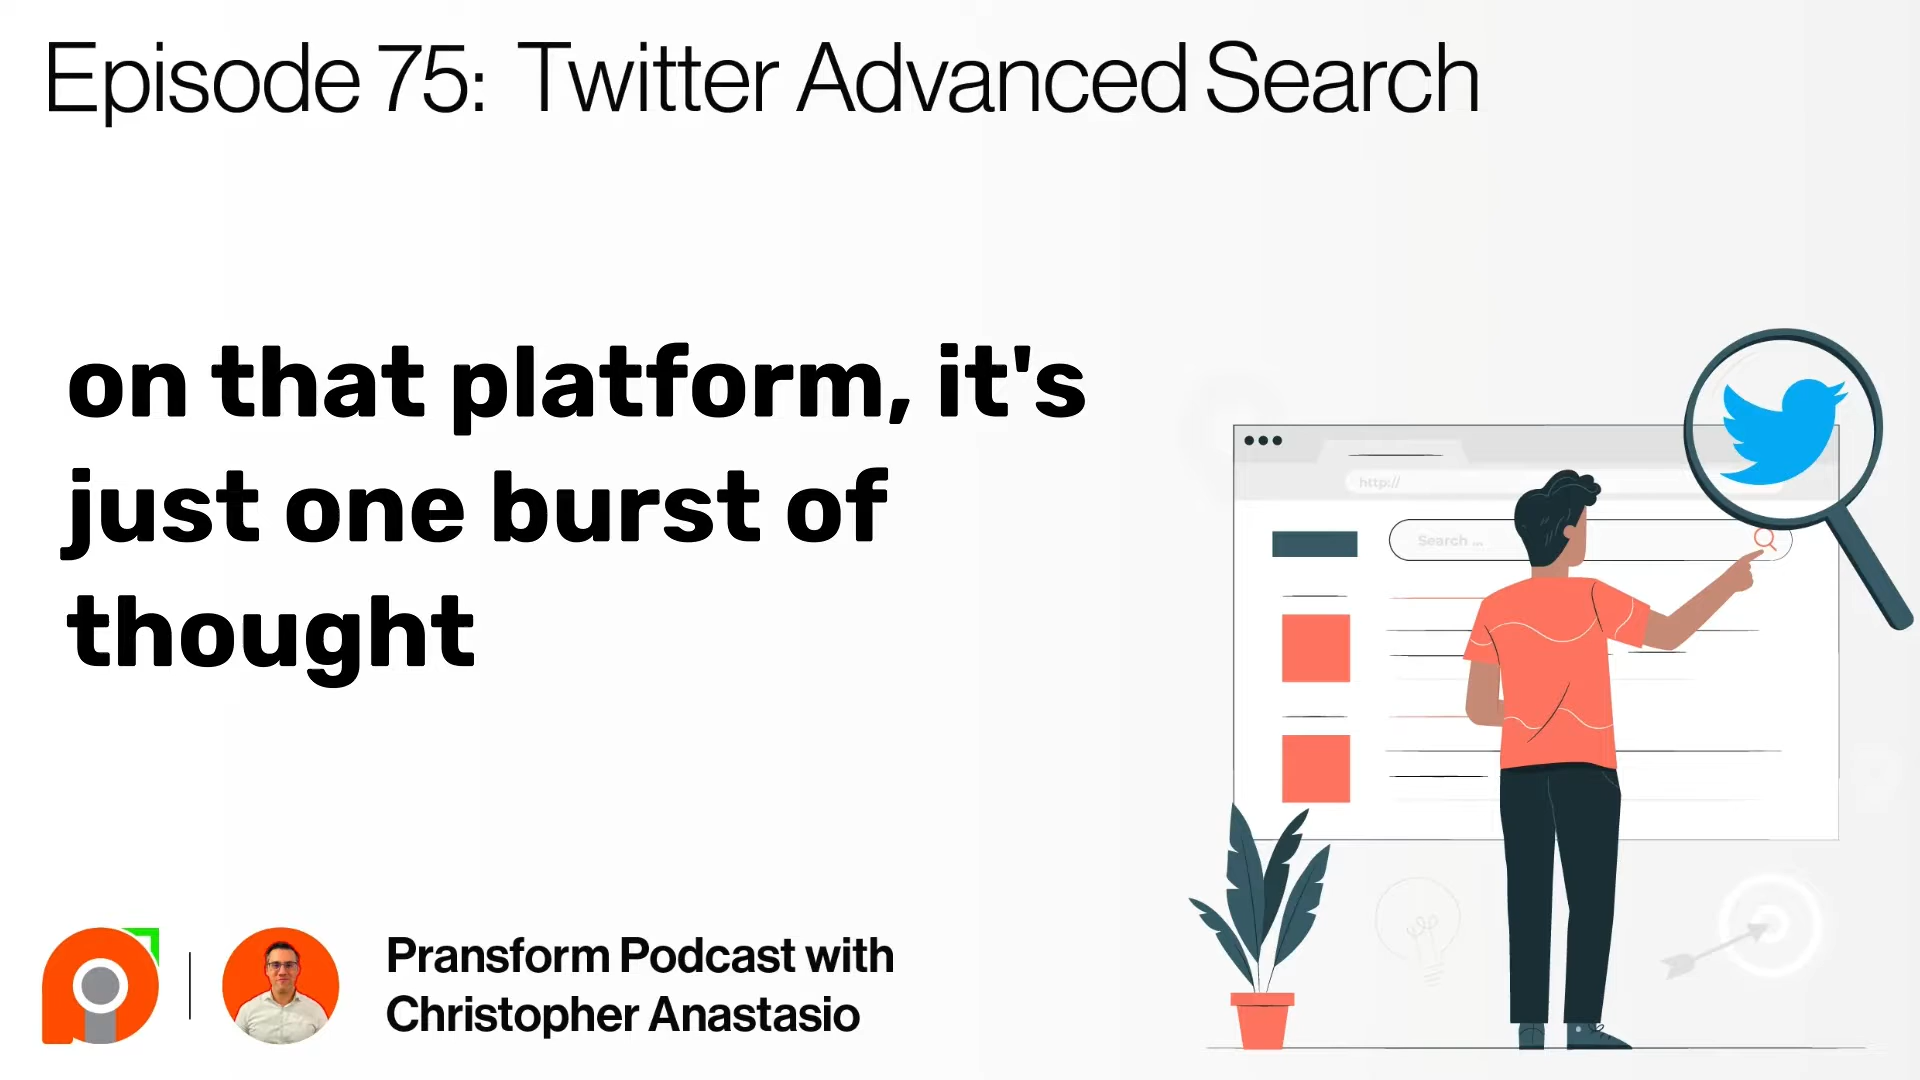 Episode 75: Twitter Advanced Search
on that platform, it's
just one burst of
thought
http://
Search ...
Pransform Podcast with
Christopher Anastasio